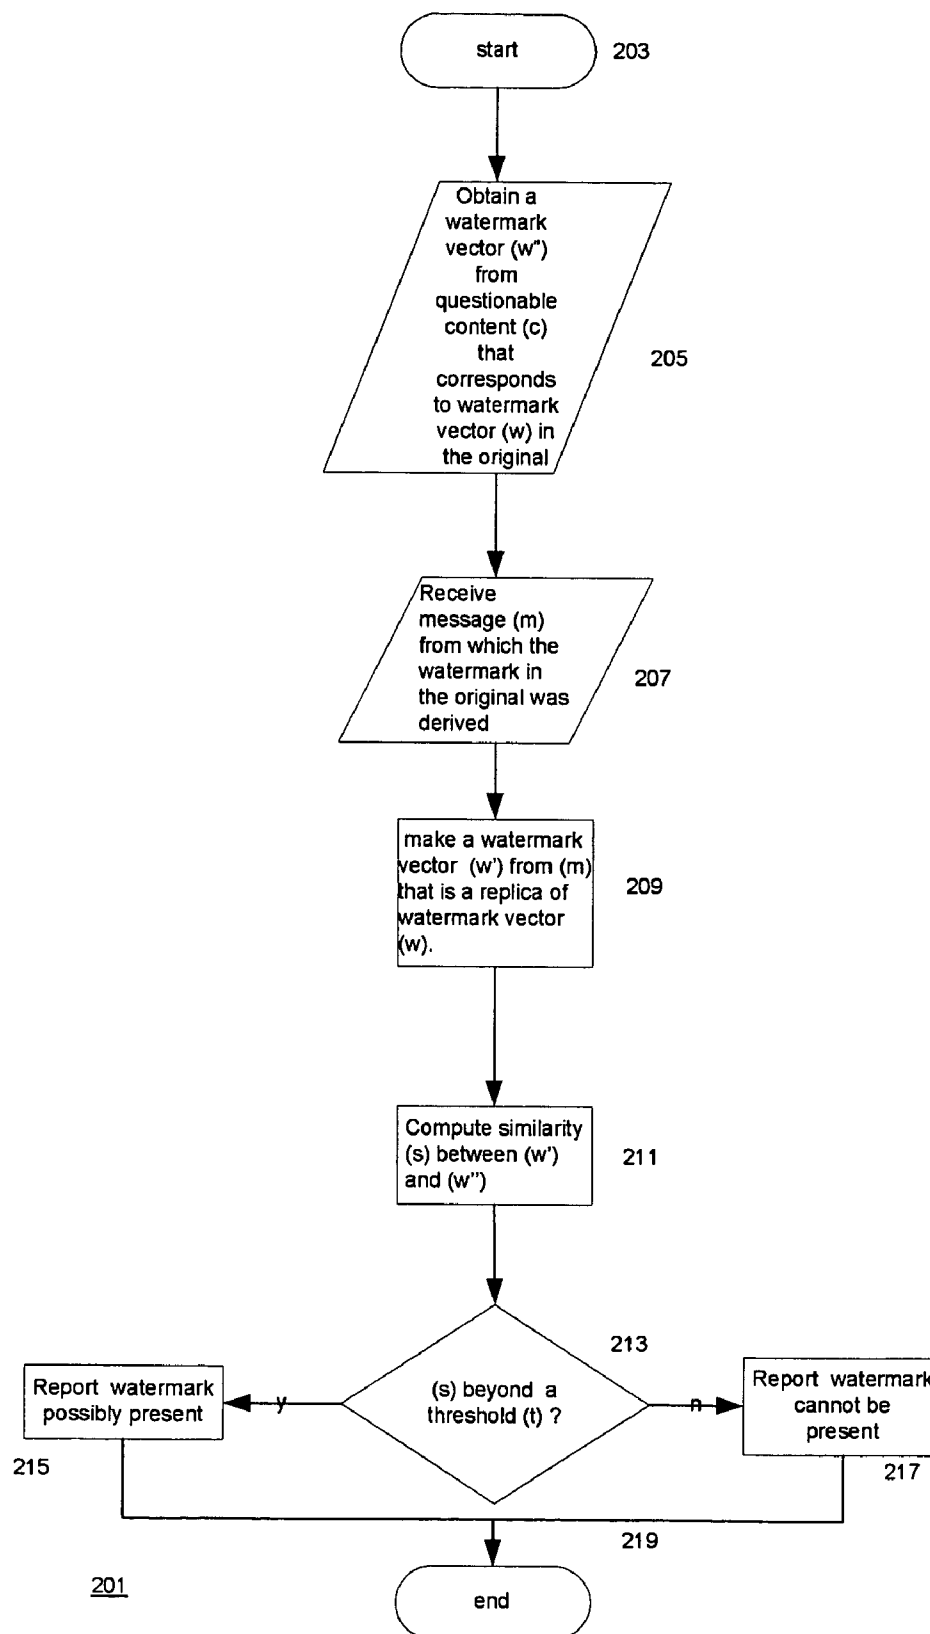 start
203
Obtain a
watermark
vector (w")
from
questionable
content (c)
that
corresponds
to watermark
vector (w) in
the original
205
Receive
message (m)
from which the
watermark in
the original was
derived
207
make a watermark
vector (w') from (m)
that is a replica of
watermark vector
(w).
209
Compute similarity
(s) between (w')
and (w'')
211
213
(s) beyond a
threshold (t) ?
y
n
Report watermark
possibly present
215
Report watermark
cannot be
present
217
219
end
201